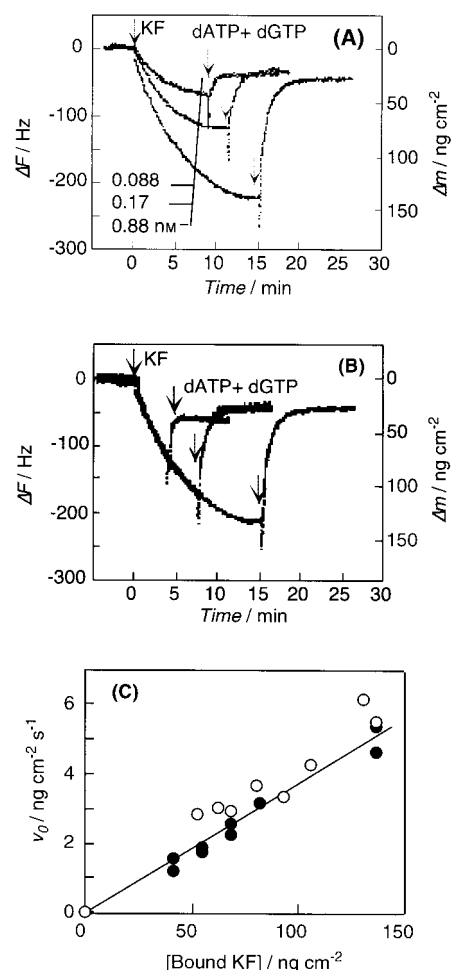 KF
dATP + dGTP
(A)
0
-100
-200
-300
ΔF / Hz
0
50
100
150
Δm / ng cm-2
0.088
0.17
0.88 nM
0 5 10 15 20 25 30
Time / min
KF
(B)
dATP+ dGTP
0
-100
-200
-300
ΔF / Hz
0
50
100
150
Δm / ng cm-2
0 5 10 15 20 25 30
Time / min
(C)
6
4
2
0
v0 / ng cm-2 s-1
0 50 100 150
[Bound KF] / ng cm-2